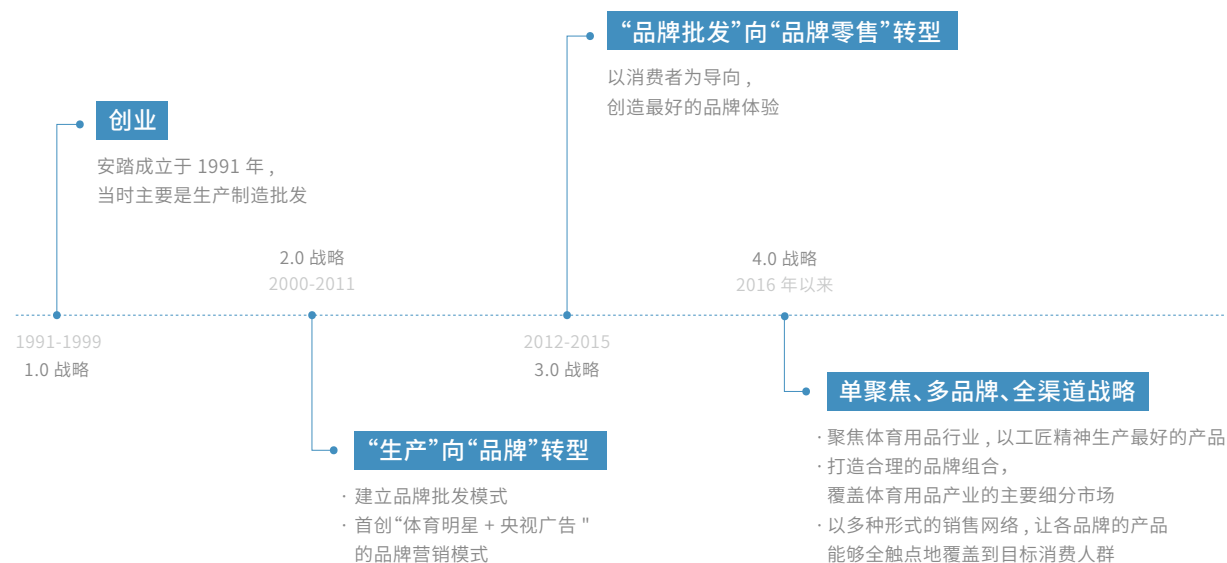 创业
安踏成立于 1991 年 ,
当时主要是生产制造批发
1991-1999
1.0 战略
2.0 战略
2000-2011
“生产”向“品牌”转型
· 建立品牌批发模式
· 首创“体育明星 + 央视广告 "
的品牌营销模式
“品牌批发”向“品牌零售”转型
以消费者为导向 ,
创造最好的品牌体验
2012-2015
3.0 战略
4.0 战略
2016 年以来
单聚焦、多品牌、全渠道战略
· 聚焦体育用品行业 , 以工匠精神生产最好的产品
· 打造合理的品牌组合，
覆盖体育用品产业的主要细分市场
· 以多种形式的销售网络 , 让各品牌的产品
能够全触点地覆盖到目标消费人群